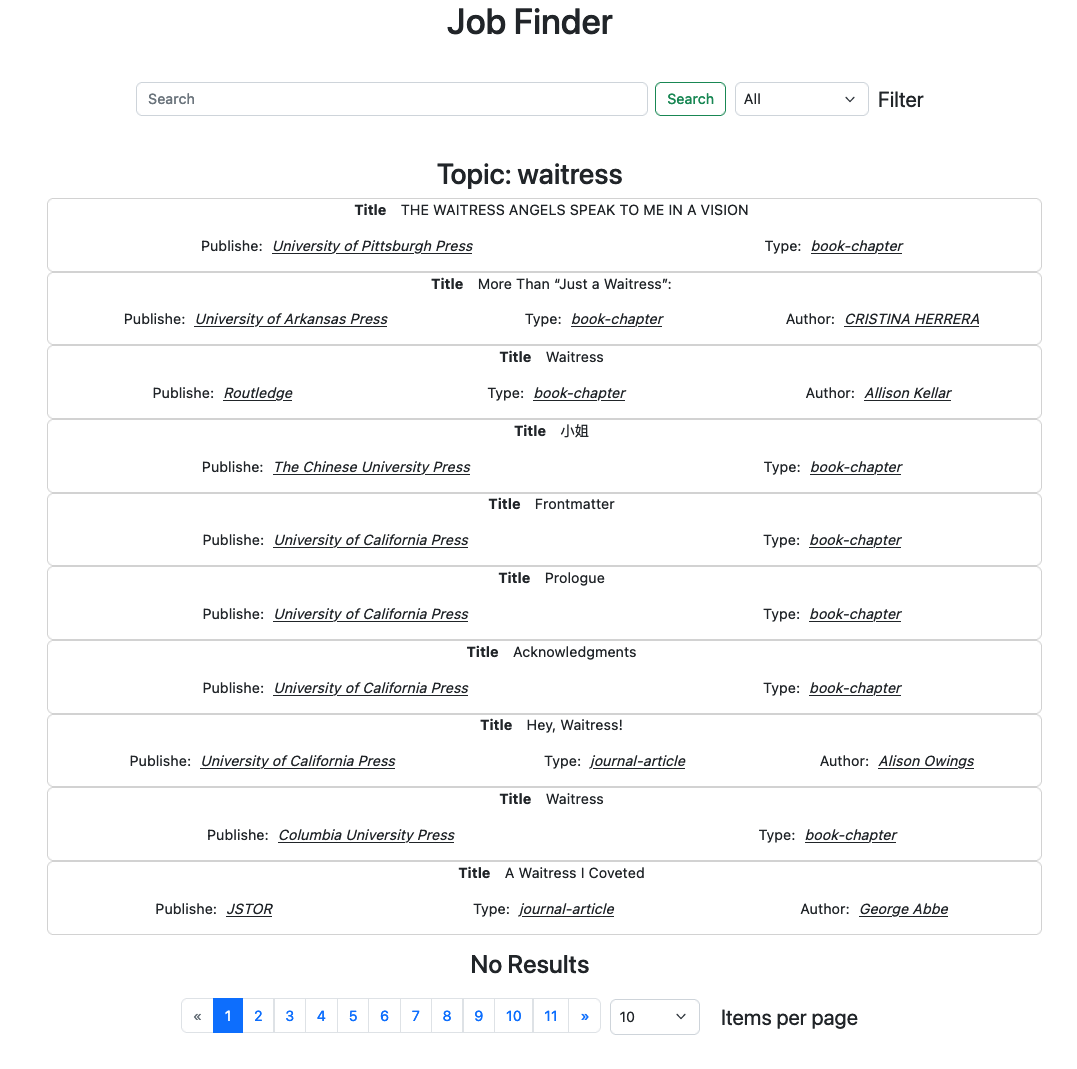 Job Finder
Search Search All Filter
Topic: waitress
Title THE WAITRESS ANGELS SPEAK TO ME IN A VISION
Publishe: University of Pittsburgh Press Type: book-chapter
Title More Than “Just a Waitress”:
Publishe: University of Arkansas Press Type: book-chapter Author: CRISTINA HERRERA
Title Waitress
Publishe: Routledge Type: book-chapter Author: Allison Kellar
Title 小姐
Publishe: The Chinese University Press Type: book-chapter
Title Frontmatter
Publishe: University of California Press Type: book-chapter
Title Prologue
Publishe: University of California Press Type: book-chapter
Title Acknowledgments
Publishe: University of California Press Type: book-chapter
Title Hey, Waitress!
Publishe: University of California Press Type: journal-article Author: Alison Owings
Title Waitress
Publishe: Columbia University Press Type: book-chapter
Title A Waitress I Coveted
Publishe: JSTOR Type: journal-article Author: George Abbe
No Results
« 1 2 3 4 5 6 7 8 9 10 11 » 10 Items per page